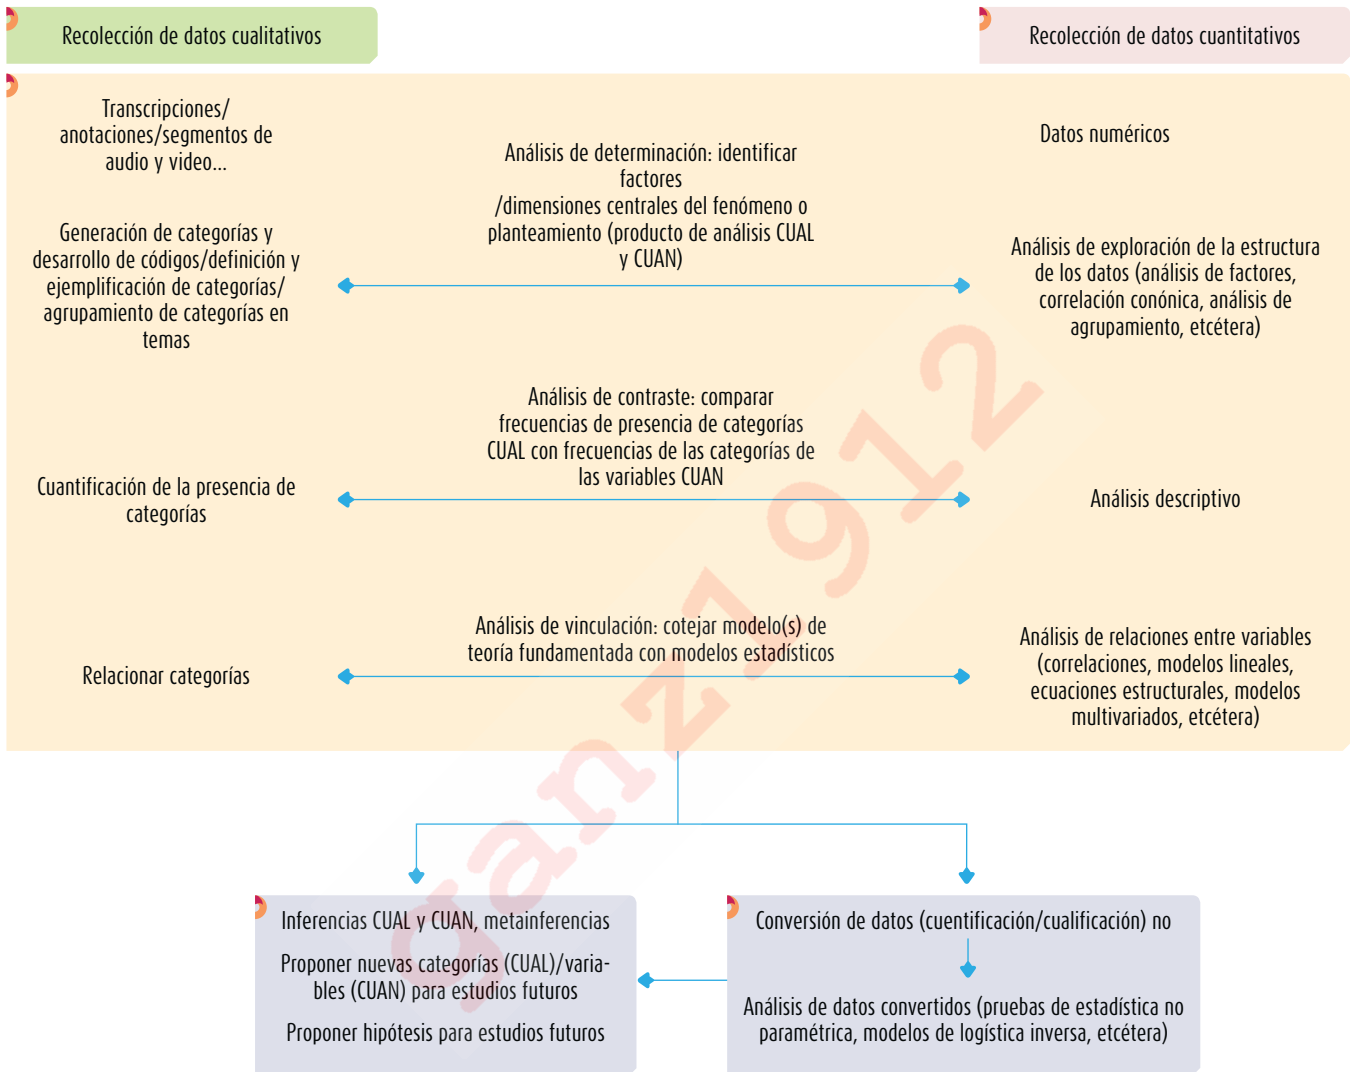 Recolección de datos cualitativos
Recolección de datos cuantitativos
Transcripciones/
anotaciones/segmentos de
audio y video...
Datos numéricos
Análisis de determinación: identificar
factores
/dimensiones centrales del fenómeno o
planteamiento (producto de análisis CUAL
y CUAN)
Generación de categorías y
desarrollo de códigos/definición y
ejemplificación de categorías/
agrupamiento de categorías en
temas
Análisis de exploración de la estructura
de los datos (análisis de factores,
correlación conónica, análisis de
agrupamiento, etcétera)
Análisis de contraste: comparar
frecuencias de presencia de categorías
CUAL con frecuencias de las categorías de
las variables CUAN
Cuantificación de la presencia de
categorías
Análisis descriptivo
Análisis de vinculación: cotejar modelo(s) de
teoría fundamentada con modelos estadísticos
Relacionar categorías
Análisis de relaciones entre variables
(correlaciones, modelos lineales,
ecuaciones estructurales, modelos
multivariados, etcétera)
Inferencias CUAL y CUAN, metainferencias
Proponer nuevas categorías (CUAL)/varia-
bles (CUAN) para estudios futuros
Proponer hipótesis para estudios futuros
Conversión de datos (cuentificación/cualificación) no
Análisis de datos convertidos (pruebas de estadística no
paramétrica, modelos de logística inversa, etcétera)
ganz1912